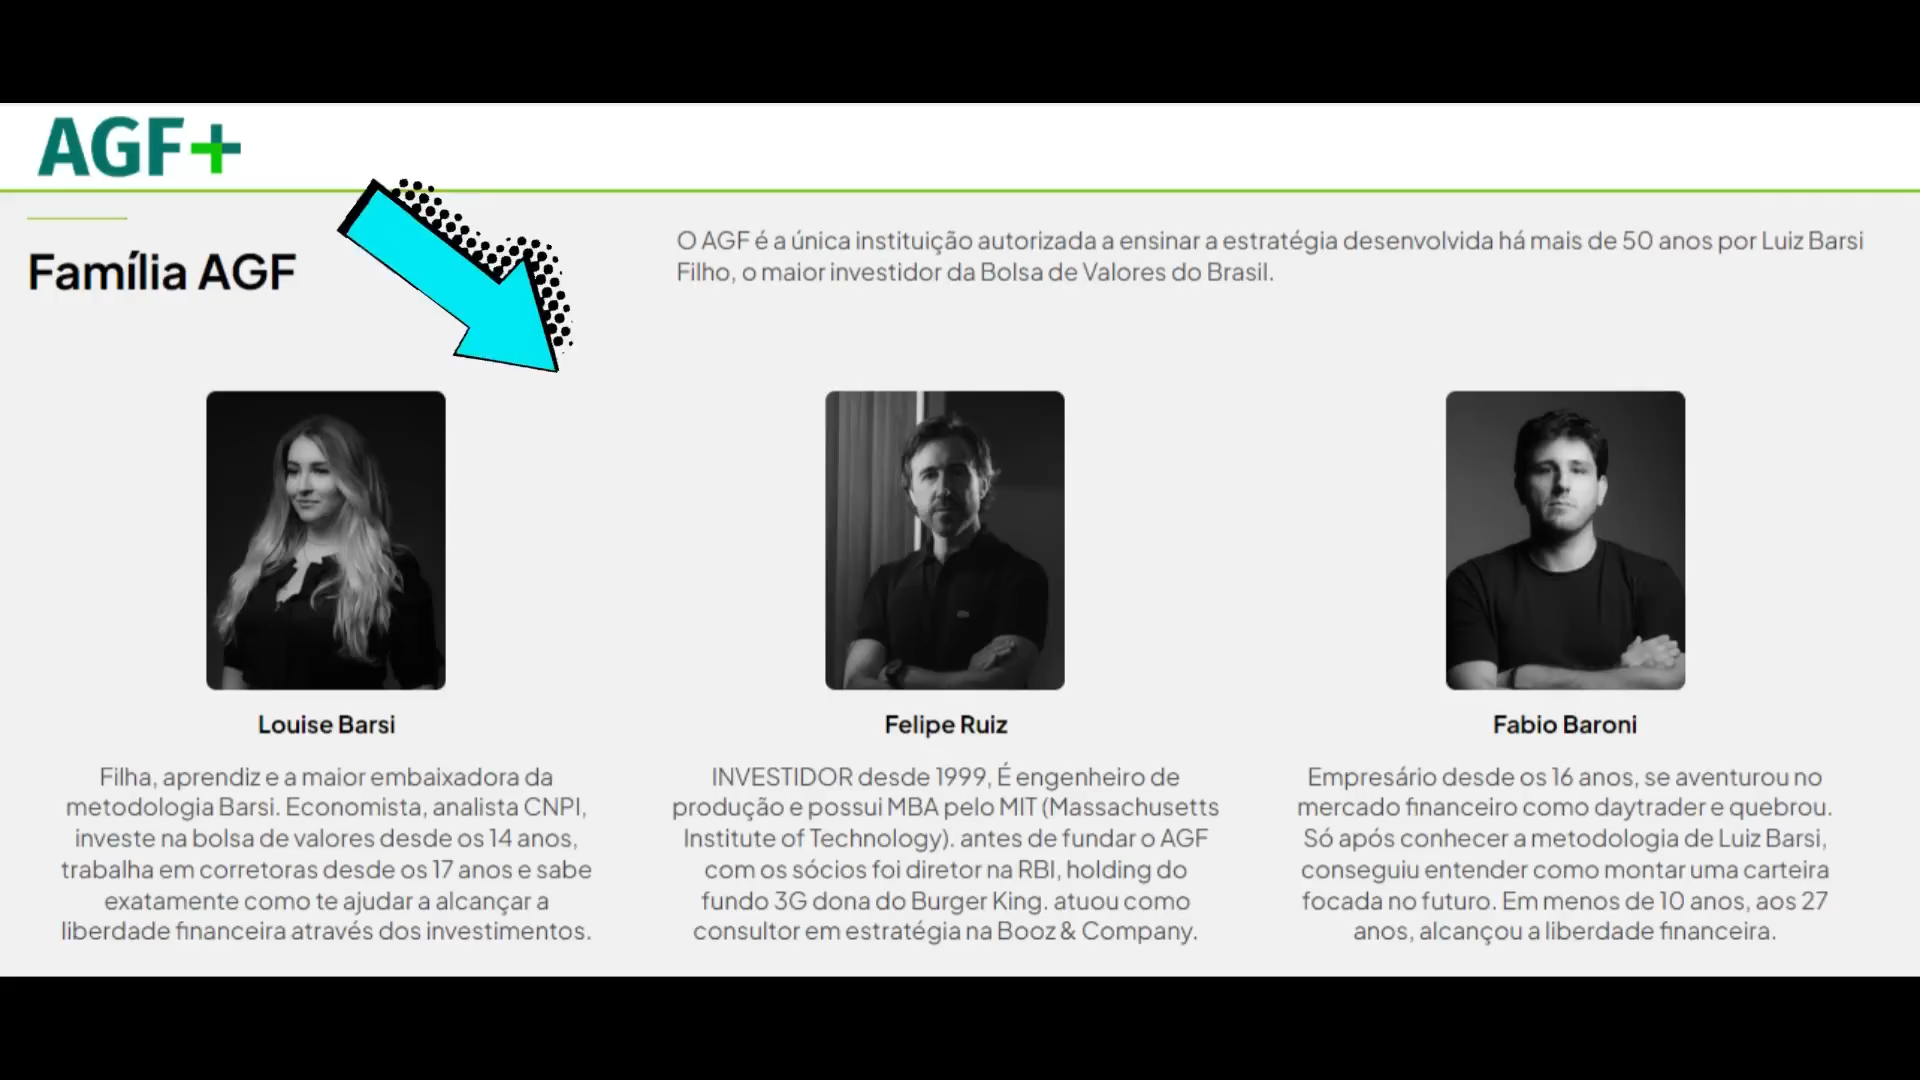 AGF+
Família AGF
O AGF é a única instituição autorizada a ensinar a estratégia desenvolvida há mais de 50 anos por Luiz Barsi
Filho, o maior investidor da Bolsa de Valores do Brasil.
Louise Barsi
Filha, aprendiz e a maior embaixadora da
metodologia Barsi. Economista, analista CNPI,
investe na bolsa de valores desde os 14 anos,
trabalha em corretoras desde os 17 anos e sabe
exatamente como te ajudar a alcançar a
liberdade financeira através dos investimentos.
Felipe Ruiz
INVESTIDOR desde 1999, É engenheiro de
produção e possui MBA pelo MIT (Massachusetts
Institute of Technology). antes de fundar o AGF
com os sócios foi diretor na RBI, holding do
fundo 3G dona do Burger King. atuou como
consultor em estratégia na Booz & Company.
Fabio Baroni
Empresário desde os 16 anos, se aventurou no
mercado financeiro como daytrader e quebrou.
Só após conhecer a metodologia de Luiz Barsi,
conseguiu entender como montar uma carteira
focada no futuro. Em menos de 10 anos, aos 27
anos, alcançou a liberdade financeira.